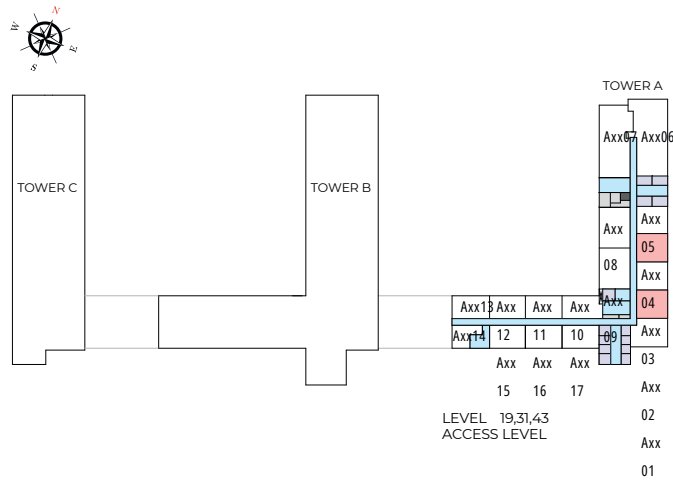 N
W
E
S
TOWER A
Axx07 Axx06
TOWER C
TOWER B
Axx
05
Axx
04
Axx
03
Axx
02
Axx
01
Axx
08
Axx
09
Axx13 Axx
12
Axx
11
Axx
10
Axx14
Axx
15
Axx
16
Axx
17
LEVEL 19,31,43
ACCESS LEVEL